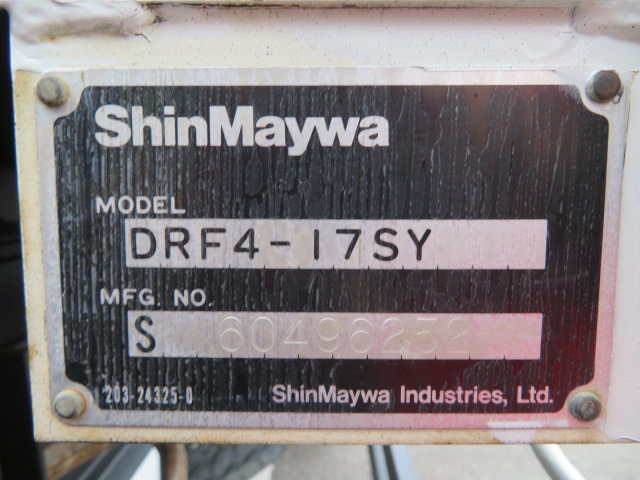 ShinMaywa
MODEL
DRF4-17SY
MFG. NO.
S 60496252
203-24325-0 ShinMaywa Industries, Ltd.